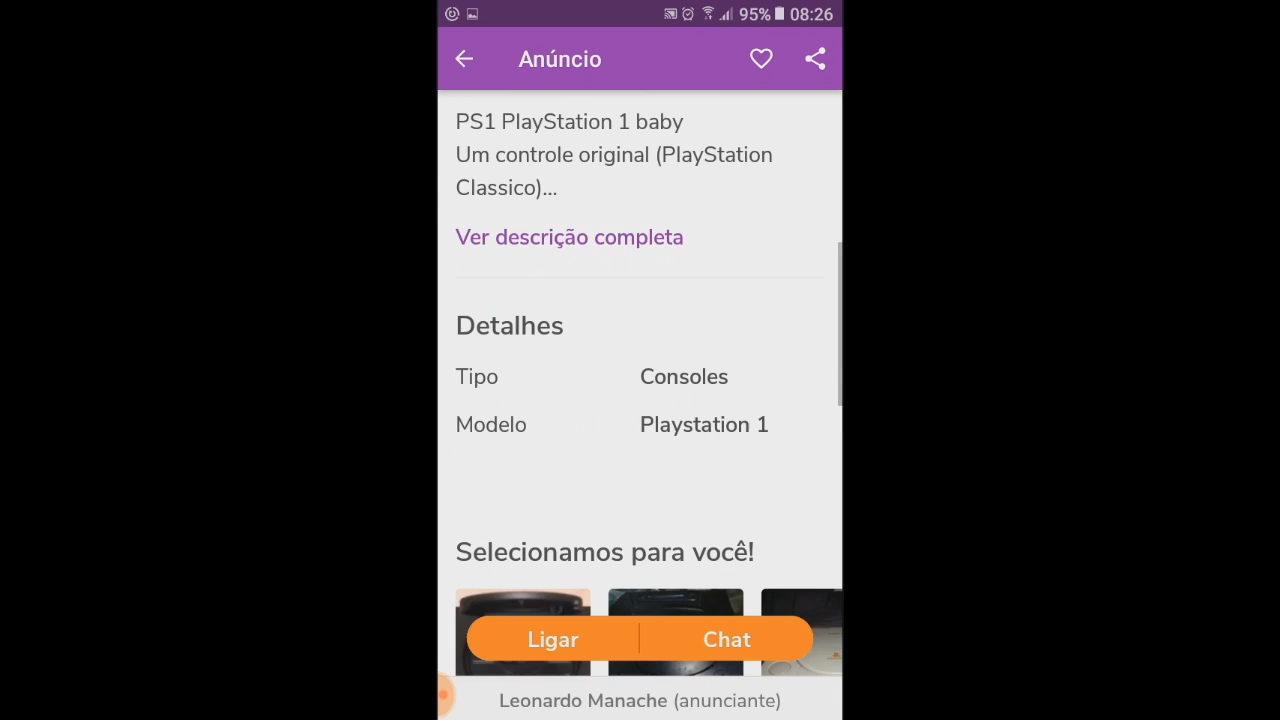 95% 08:26
Anúncio
PS1 PlayStation 1 baby
Um controle original (PlayStation
Classico)...
Ver descrição completa
Detalhes
Tipo Consoles
Modelo Playstation 1
Selecionamos para você!
Ligar Chat
Leonardo Manache (anunciante)